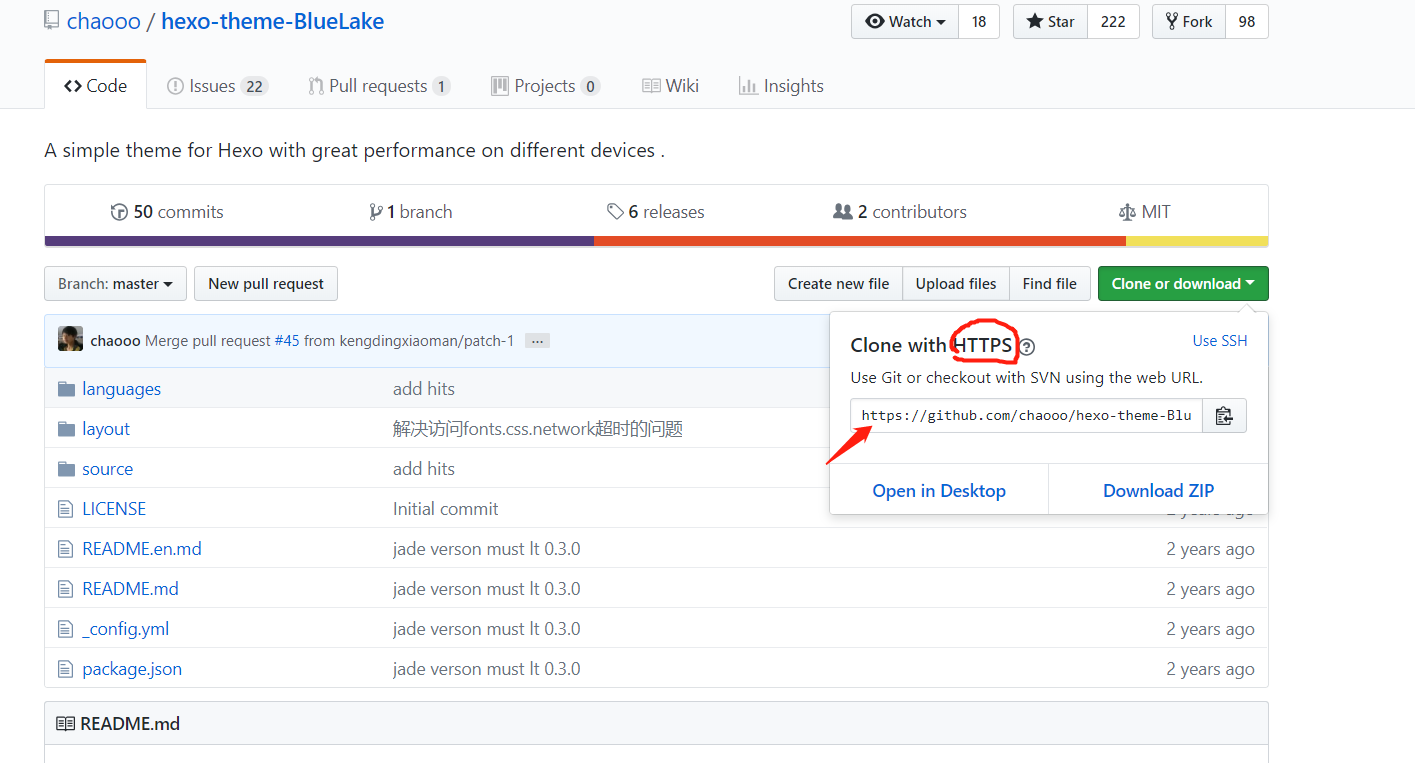 chaooo / hexo-theme-BlueLake Watch 18 Star 222 Fork 98
Code Issues 22 Pull requests 1 Projects 0 Wiki Insights
A simple theme for Hexo with great performance on different devices .
50 commits 1 branch 6 releases 2 contributors MIT
Branch: master New pull request Create new file Upload files Find file Clone or download
chaooo Merge pull request #45 from kengdingxiaoman/patch-1 ...
Clone with HTTPS ? Use SSH
Use Git or checkout with SVN using the web URL.
https://github.com/chaooo/hexo-theme-Blu
Open in Desktop Download ZIP
languages add hits
layout 解决访问fonts.css.network超时的问题
source add hits
LICENSE Initial commit
README.en.md jade verson must lt 0.3.0 2 years ago
README.md jade verson must lt 0.3.0 2 years ago
_config.yml jade verson must lt 0.3.0 2 years ago
package.json jade verson must lt 0.3.0 2 years ago
README.md